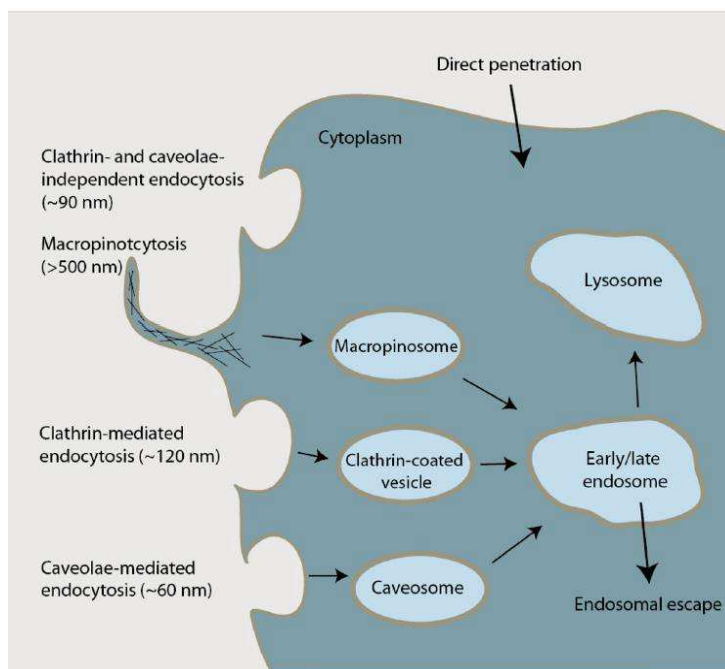 Direct penetration
Cytoplasm
Clathrin- and caveolae-
independent endocytosis
(~90 nm)
Macropinotcytosis
(>500 nm)
Lysosome
Macropinosome
Clathrin-mediated
endocytosis (~120 nm)
Clathrin-coated
vesicle
Early/late
endosome
Caveolae-mediated
endocytosis (~60 nm)
Caveosome
Endosomal escape